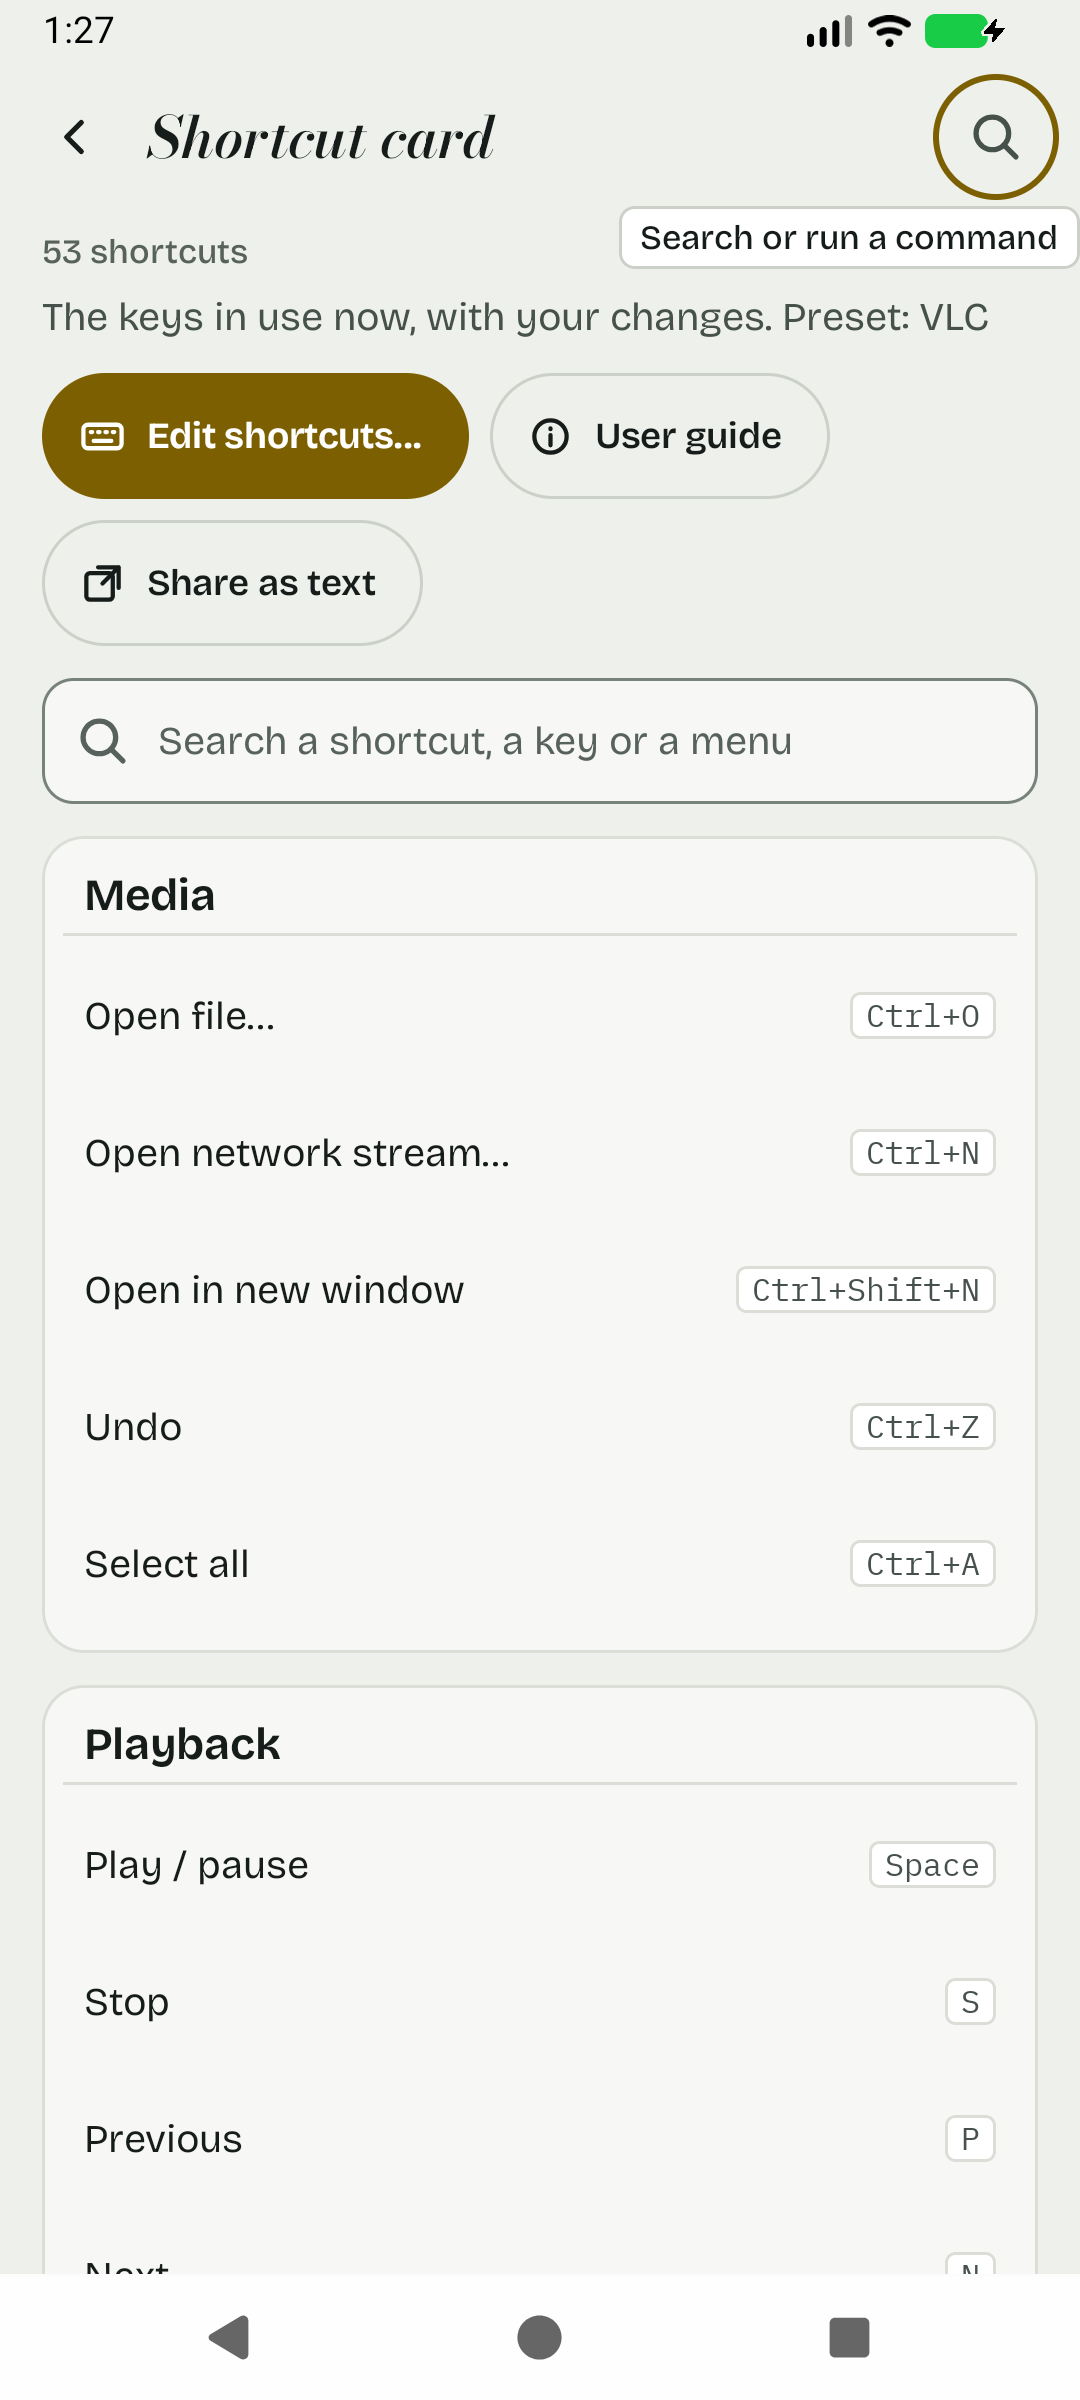 1:27
Shortcut card
Search or run a command
53 shortcuts
The keys in use now, with your changes. Preset: VLC
Edit shortcuts...
User guide
Share as text
Search a shortcut, a key or a menu
Media
Open file... Ctrl+O
Open network stream... Ctrl+N
Open in new window Ctrl+Shift+N
Undo Ctrl+Z
Select all Ctrl+A
Playback
Play / pause Space
Stop S
Previous P
Next N